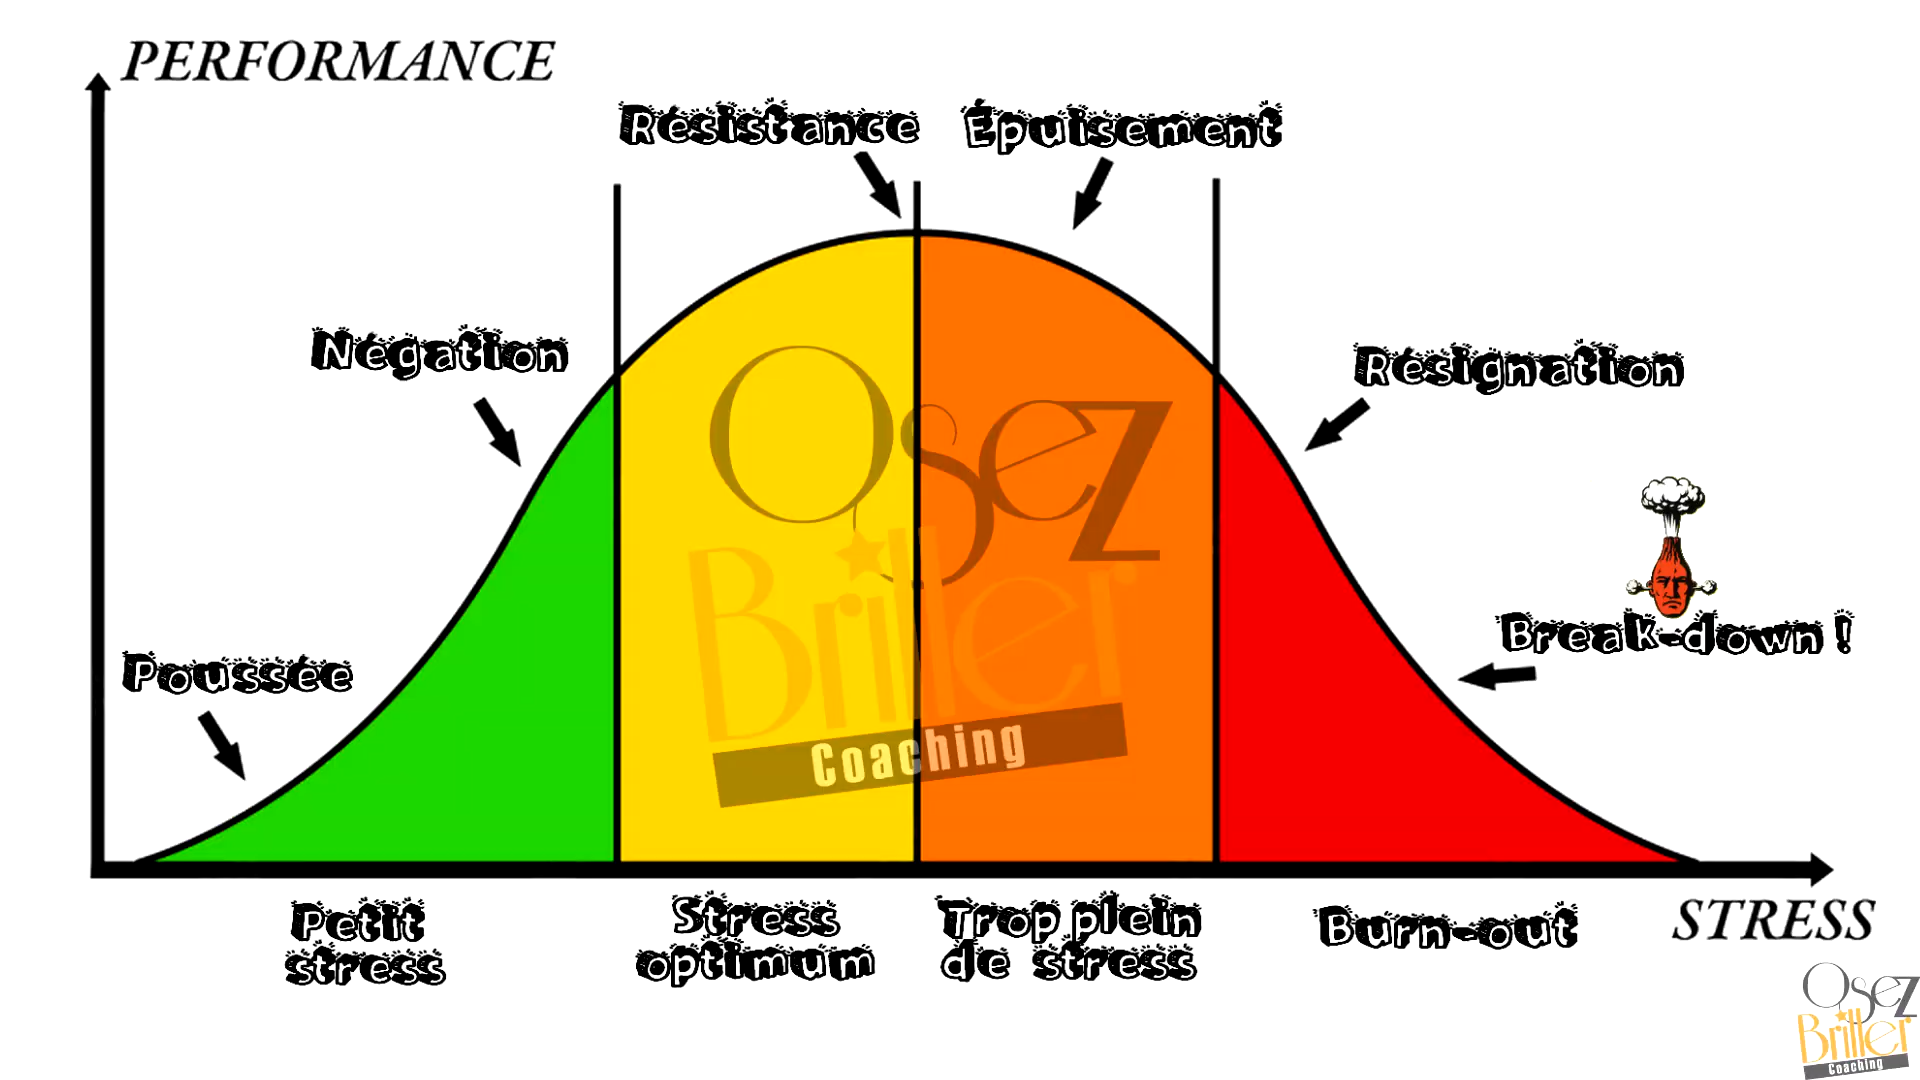 PERFORMANCE
Résistance
Épuisement
Négation
Résignation
Poussée
Break-down !
Osez
Briller
Coaching
Petit
stress
Stress
optimum
Trop plein
de stress
Burn-out
STRESS
Osez
Briller
Coaching